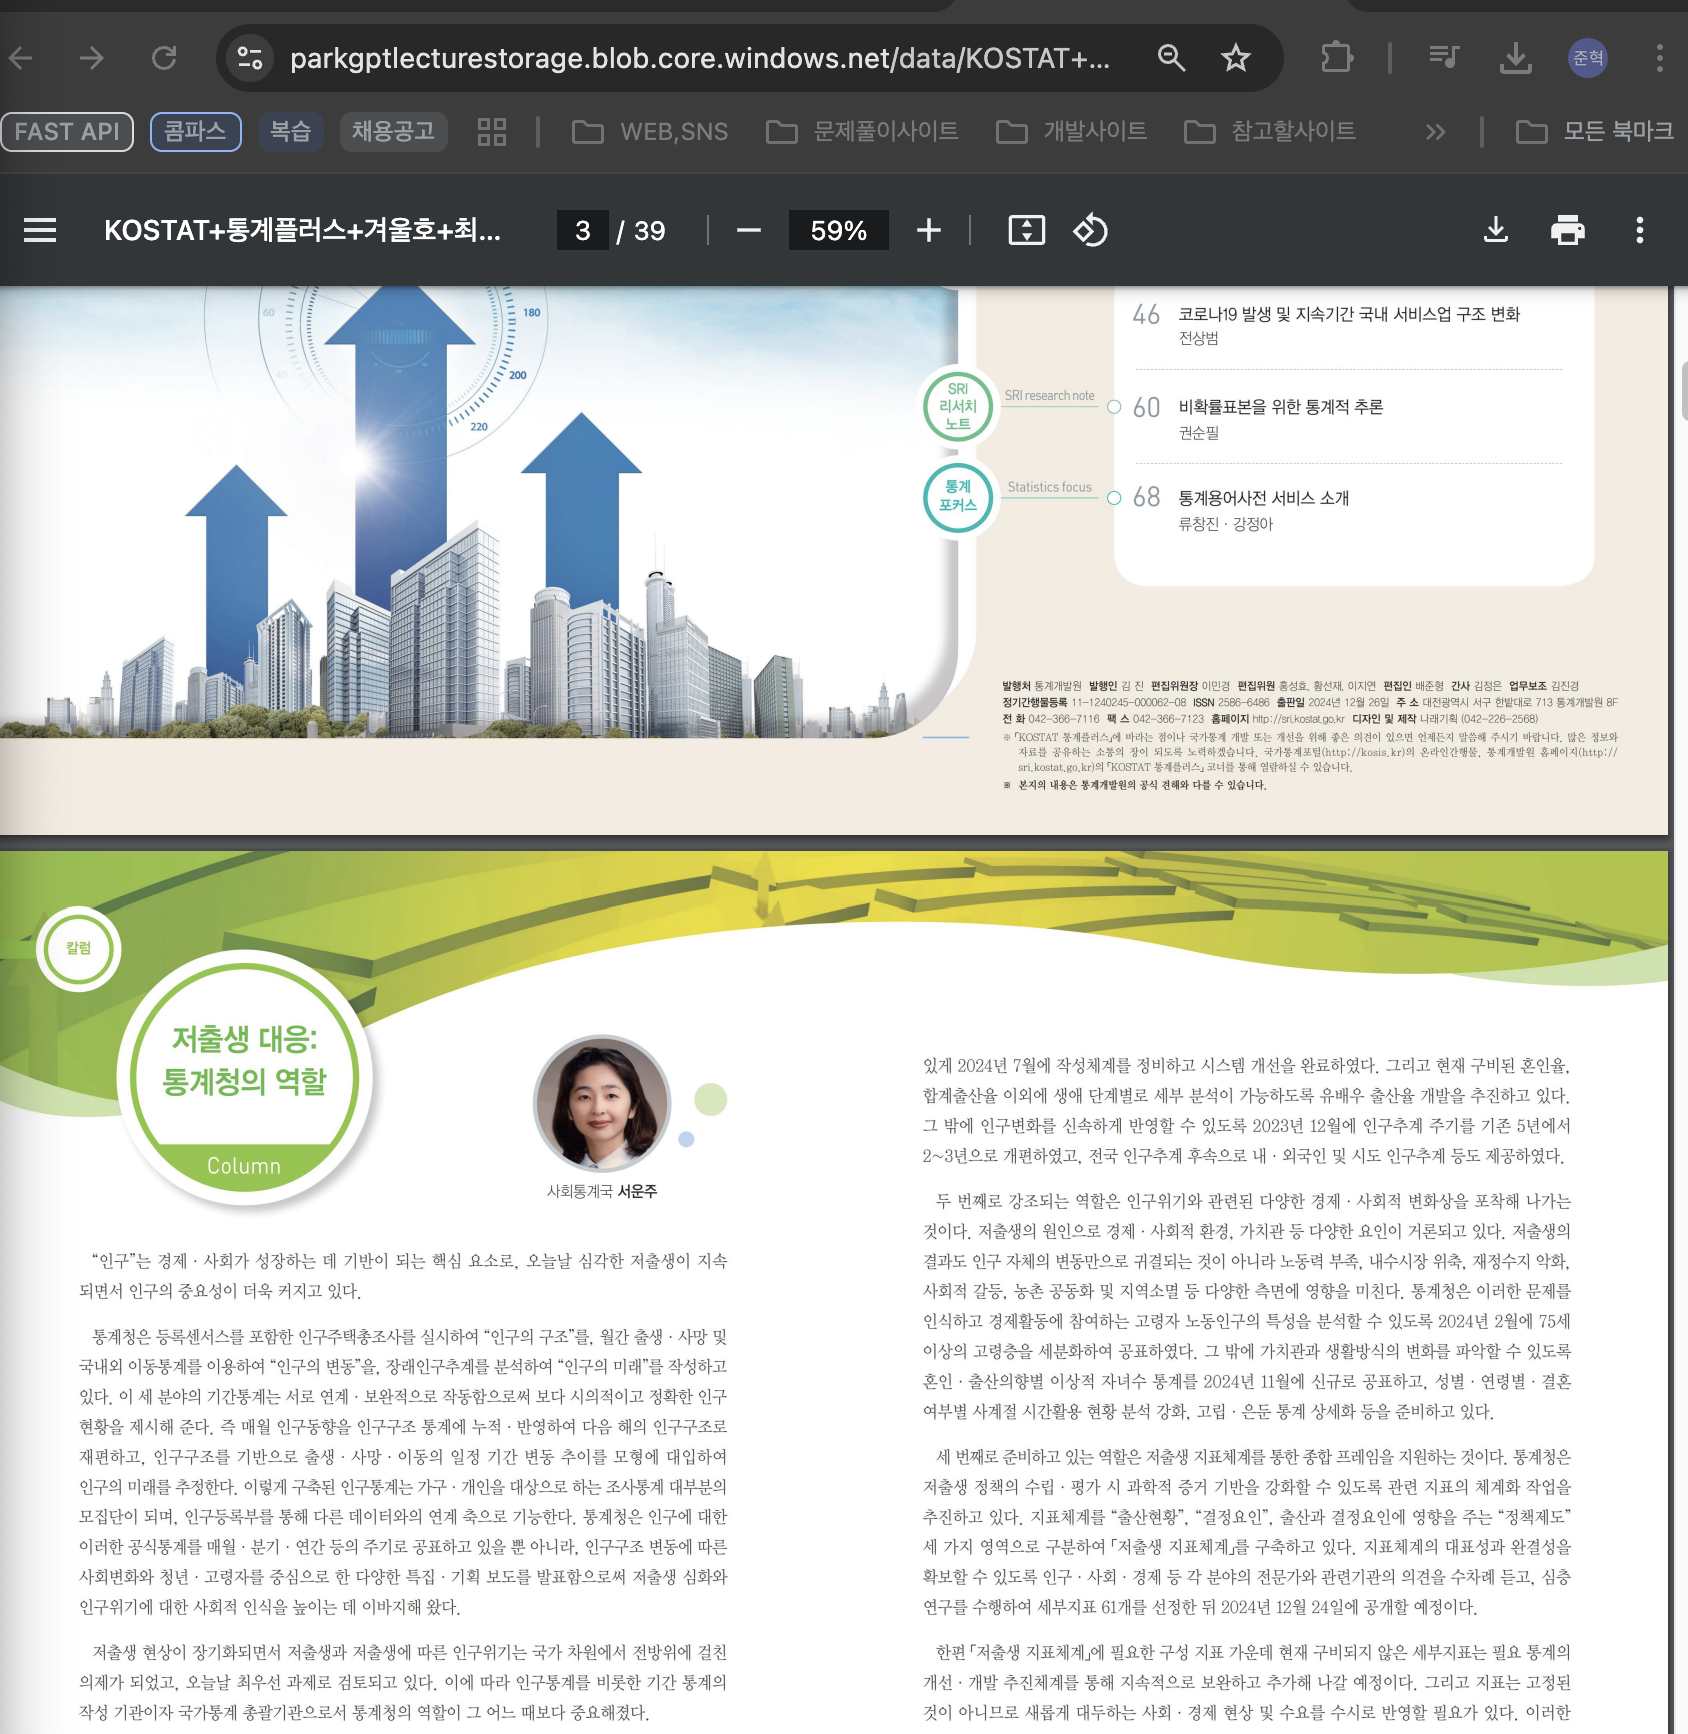 parkgptlecturestorage.blob.core.windows.net/data/KOSTAT+...
준혁
FAST API
콤파스
복습
채용공고
WEB,SNS
문제풀이사이트
개발사이트
참고할사이트
모든 북마크
KOSTAT+통계플러스+겨울호+최...
3 / 39
59%
60
40
180
200
220
46 코로나19 발생 및 지속기간 국내 서비스업 구조 변화
전상범
SRI
리서치
노트
SRI research note
60 비확률표본을 위한 통계적 추론
권순필
통계
포커스
Statistics focus
68 통계용어사전 서비스 소개
류창진 · 강정아
발행처 통계개발원 발행인 김 진 편집위원장 이민경 편집위원 홍성효, 황선재, 이지연 편집인 배준형 간사 김정은 업무보조 김진경
정기간행물등록 11-1240245-000062-08 ISSN 2586-6486 출판일 2024년 12월 26일 주 소 대전광역시 서구 한밭대로 713 통계개발원 8F
전 화 042-366-7116 팩 스 042-366-7123 홈페이지 http://sri.kostat.go.kr 디자인 및 제작 나래기획 (042-226-2568)
※「KOSTAT 통계플러스」에 바라는 점이나 국가통계 개발 또는 개선을 위해 좋은 의견이 있으면 언제든지 말씀해 주시기 바랍니다. 많은 정보와
자료를 공유하는 소통의 장이 되도록 노력하겠습니다. 국가통계포털(http://kosis.kr)의 온라인간행물, 통계개발원 홈페이지(http://
sri.kostat.go.kr)의 「KOSTAT 통계플러스」 코너를 통해 열람하실 수 있습니다.
※ 본지의 내용은 통계개발원의 공식 견해와 다를 수 있습니다.
칼럼
저출생 대응:
통계청의 역할
Column
사회통계국 서운주
“인구”는 경제 · 사회가 성장하는 데 기반이 되는 핵심 요소로, 오늘날 심각한 저출생이 지속
되면서 인구의 중요성이 더욱 커지고 있다.
통계청은 등록센서스를 포함한 인구주택총조사를 실시하여 “인구의 구조”를, 월간 출생 · 사망 및
국내외 이동통계를 이용하여 “인구의 변동”을, 장래인구추계를 분석하여 “인구의 미래”를 작성하고
있다. 이 세 분야의 기간통계는 서로 연계 · 보완적으로 작동함으로써 보다 시의적이고 정확한 인구
현황을 제시해 준다. 즉 매월 인구동향을 인구구조 통계에 누적 · 반영하여 다음 해의 인구구조로
재편하고, 인구구조를 기반으로 출생 · 사망 · 이동의 일정 기간 변동 추이를 모형에 대입하여
인구의 미래를 추정한다. 이렇게 구축된 인구통계는 가구 · 개인을 대상으로 하는 조사통계 대부분의
모집단이 되며, 인구등록부를 통해 다른 데이터와의 연계 축으로 기능한다. 통계청은 인구에 대한
이러한 공식통계를 매월 · 분기 · 연간 등의 주기로 공표하고 있을 뿐 아니라, 인구구조 변동에 따른
사회변화와 청년 · 고령자를 중심으로 한 다양한 특집 · 기획 보도를 발표함으로써 저출생 심화와
인구위기에 대한 사회적 인식을 높이는 데 이바지해 왔다.
저출생 현상이 장기화되면서 저출생과 저출생에 따른 인구위기는 국가 차원에서 전방위에 걸친
의제가 되었고, 오늘날 최우선 과제로 검토되고 있다. 이에 따라 인구통계를 비롯한 기간 통계의
작성 기관이자 국가통계 총괄기관으로서 통계청의 역할이 그 어느 때보다 중요해졌다.
있게 2024년 7월에 작성체계를 정비하고 시스템 개선을 완료하였다. 그리고 현재 구비된 혼인율,
합계출산율 이외에 생애 단계별로 세부 분석이 가능하도록 유배우 출산율 개발을 추진하고 있다.
그 밖에 인구변화를 신속하게 반영할 수 있도록 2023년 12월에 인구추계 주기를 기존 5년에서
2~3년으로 개편하였고, 전국 인구추계 후속으로 내 · 외국인 및 시도 인구추계 등도 제공하였다.
두 번째로 강조되는 역할은 인구위기와 관련된 다양한 경제 · 사회적 변화상을 포착해 나가는
것이다. 저출생의 원인으로 경제 · 사회적 환경, 가치관 등 다양한 요인이 거론되고 있다. 저출생의
결과도 인구 자체의 변동만으로 귀결되는 것이 아니라 노동력 부족, 내수시장 위축, 재정수지 악화,
사회적 갈등, 농촌 공동화 및 지역소멸 등 다양한 측면에 영향을 미친다. 통계청은 이러한 문제를
인식하고 경제활동에 참여하는 고령자 노동인구의 특성을 분석할 수 있도록 2024년 2월에 75세
이상의 고령층을 세분화하여 공표하였다. 그 밖에 가치관과 생활방식의 변화를 파악할 수 있도록
혼인 · 출산의향별 이상적 자녀수 통계를 2024년 11월에 신규로 공표하고, 성별 · 연령별 · 결혼
여부별 사계절 시간활용 현황 분석 강화, 고립 · 은둔 통계 상세화 등을 준비하고 있다.
세 번째로 준비하고 있는 역할은 저출생 지표체계를 통한 종합 프레임을 지원하는 것이다. 통계청은
저출생 정책의 수립 · 평가 시 과학적 증거 기반을 강화할 수 있도록 관련 지표의 체계화 작업을
추진하고 있다. 지표체계를 “출산현황”, “결정요인”, 출산과 결정요인에 영향을 주는 “정책제도”
세 가지 영역으로 구분하여 「저출생 지표체계」를 구축하고 있다. 지표체계의 대표성과 완결성을
확보할 수 있도록 인구 · 사회 · 경제 등 각 분야의 전문가와 관련기관의 의견을 수차례 듣고, 심층
연구를 수행하여 세부지표 61개를 선정한 뒤 2024년 12월 24일에 공개할 예정이다.
한편 「저출생 지표체계」에 필요한 구성 지표 가운데 현재 구비되지 않은 세부지표는 필요 통계의
개선 · 개발 추진체계를 통해 지속적으로 보완하고 추가해 나갈 예정이다. 그리고 지표는 고정된
것이 아니므로 새롭게 대두하는 사회 · 경제 현상 및 수요를 수시로 반영할 필요가 있다. 이러한